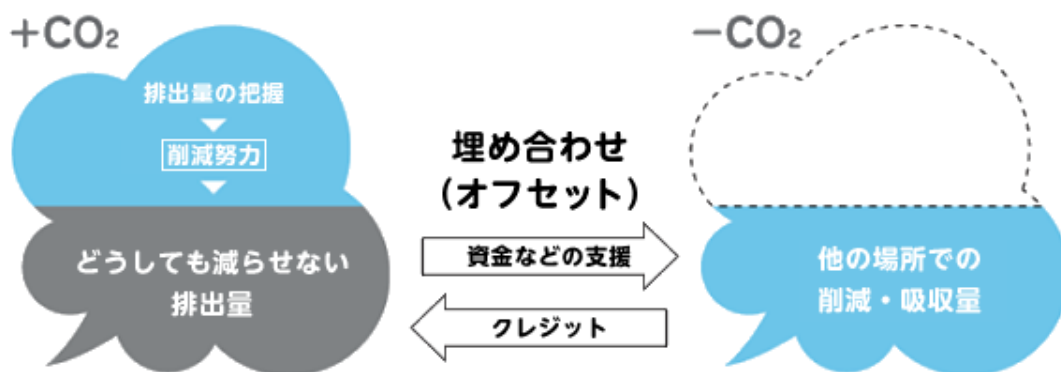 +CO₂
排出量の把握
削減努力
どうしても減らせない
排出量
埋め合わせ
(オフセット)
資金などの支援
クレジット
-CO₂
他の場所での
削減・吸収量